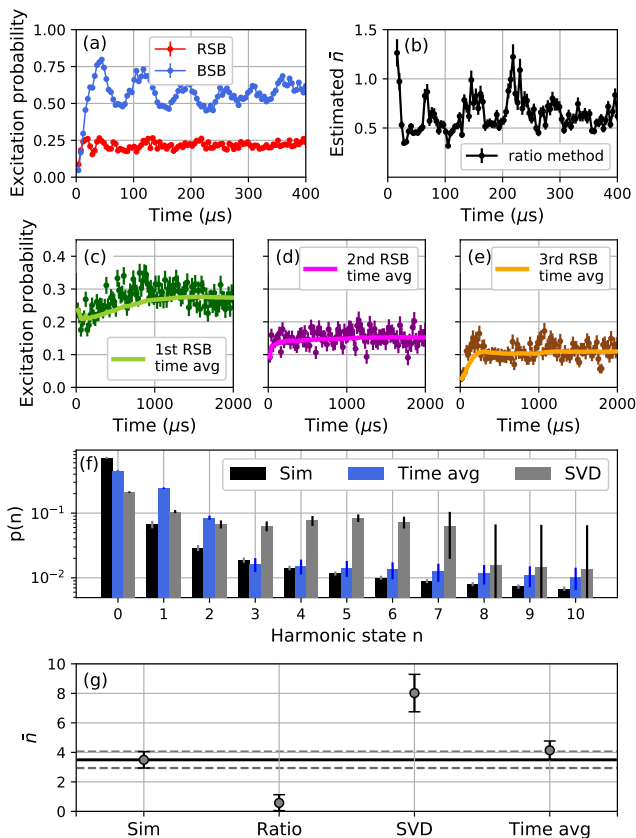 (a)
RSB
BSB
Excitation probability
1.00
0.75
0.50
0.25
0.00
0
100
200
300
400
Time (μs)
(b)
ratio method
Estimated n̄
1.5
1.0
0.5
0
100
200
300
400
Time (μs)
(c)
1st RSB
time avg
Excitation probability
0.4
0.3
0.2
0.1
0.0
0
1000
2000
Time (μs)
(d)
2nd RSB
time avg
0
1000
2000
Time (μs)
(e)
3rd RSB
time avg
0
1000
2000
Time (μs)
(f)
Sim
Time avg
SVD
p(n)
10⁻¹
10⁻²
0
1
2
3
4
5
6
7
8
9
10
Harmonic state n
(g)
n̄
10
8
6
4
2
0
Sim
Ratio
SVD
Time avg